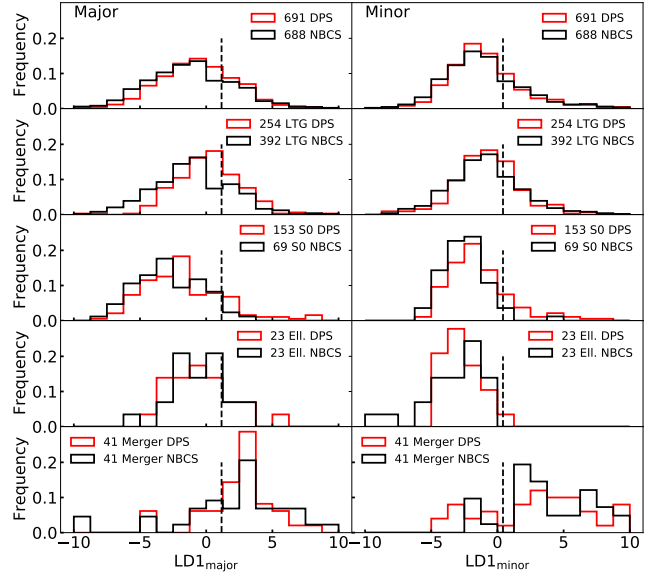 Major
Minor
691 DPS
688 NBCS
691 DPS
688 NBCS
Frequency
0.2
0.1
0.0
254 LTG DPS
392 LTG NBCS
254 LTG DPS
392 LTG NBCS
Frequency
0.2
0.1
0.0
153 S0 DPS
69 S0 NBCS
153 S0 DPS
69 S0 NBCS
Frequency
0.2
0.1
0.0
23 Ell. DPS
23 Ell. NBCS
23 Ell. DPS
23 Ell. NBCS
Frequency
0.2
0.1
0.0
41 Merger DPS
41 Merger NBCS
41 Merger DPS
41 Merger NBCS
Frequency
0.2
0.1
0.0
−10 −5 0 5 10 −10 −5 0 5 10
LD1major LD1minor